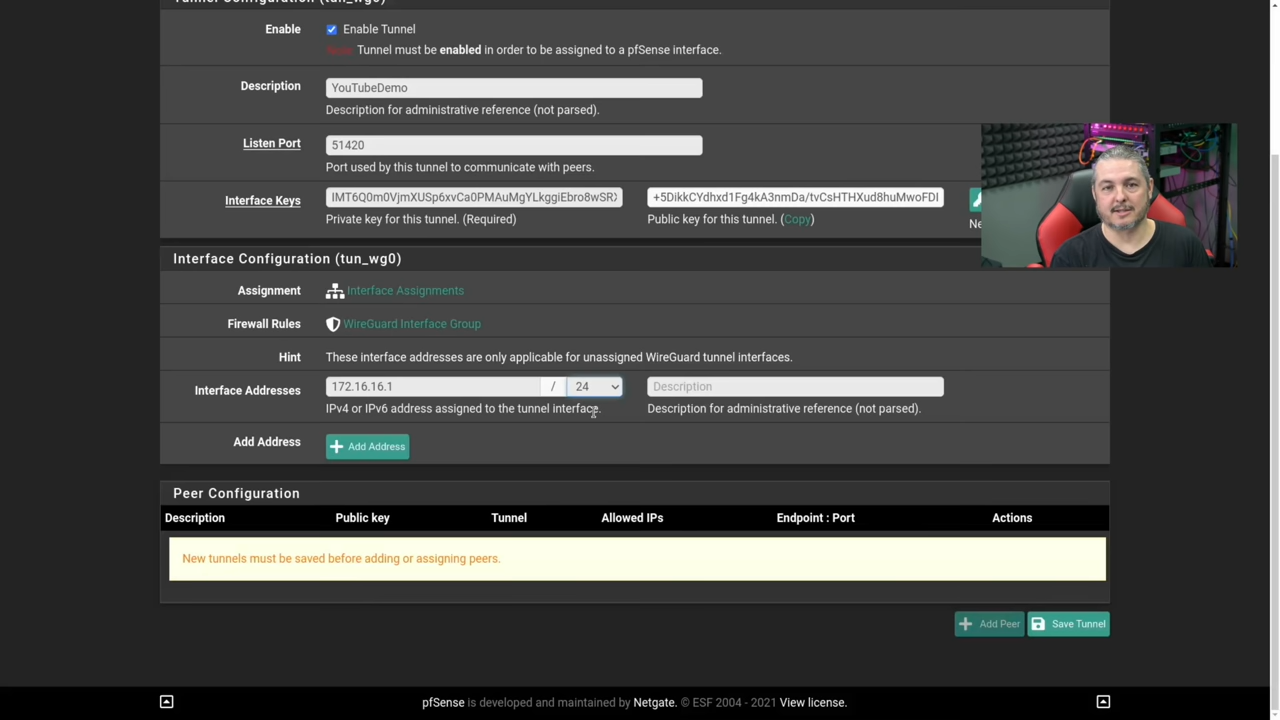 Tunnel Configuration (tun_wg0)
Enable
Enable Tunnel
Tunnel must be enabled in order to be assigned to a pfSense interface.
Description
YouTubeDemo
Description for administrative reference (not parsed).
Listen Port
51420
Port used by this tunnel to communicate with peers.
Interface Keys
IMT6Q0m0VjmXUSp6xvCa0PMAuMgYLkggiEbro8wSR
+5DikkCYdhxd1Fg4kA3nmDa/tvCsHTHXud8huMwoFDI
Private key for this tunnel. (Required)
Public key for this tunnel. (Copy)
Ne
Interface Configuration (tun_wg0)
Assignment
Interface Assignments
Firewall Rules
WireGuard Interface Group
Hint
These interface addresses are only applicable for unassigned WireGuard tunnel interfaces.
Interface Addresses
172.16.16.1 / 24
Description
IPv4 or IPv6 address assigned to the tunnel interface.
Description for administrative reference (not parsed).
Add Address
Add Address
Peer Configuration
Description Public key Tunnel Allowed IPs Endpoint : Port Actions
New tunnels must be saved before adding or assigning peers.
Add Peer
Save Tunnel
pfSense is developed and maintained by Netgate. © ESF 2004 - 2021 View license.